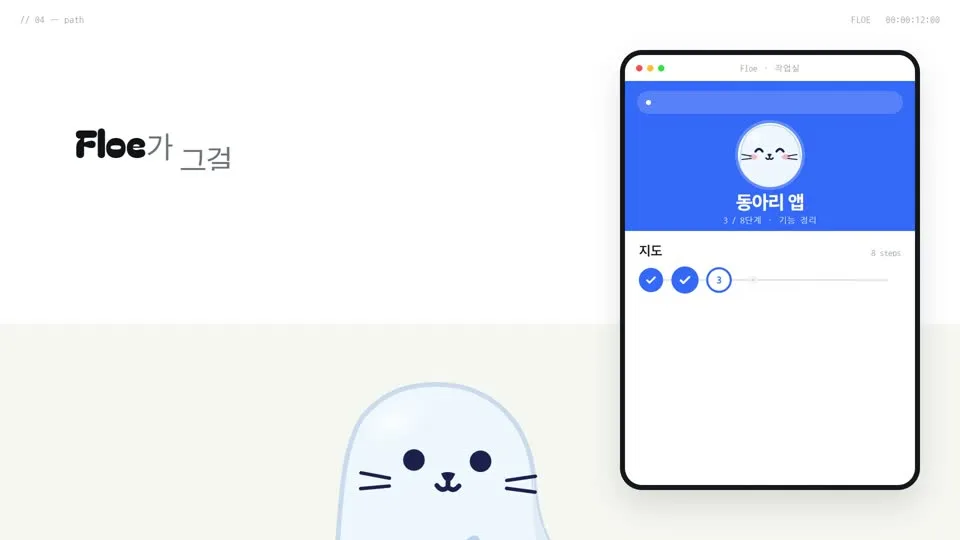 // 04 — path
FLOE 00:00:12:08
Floe가 그걸
Floe · 작업실
동아리 앱
3 / 8단계 · 기능 정리
지도
8 steps
3